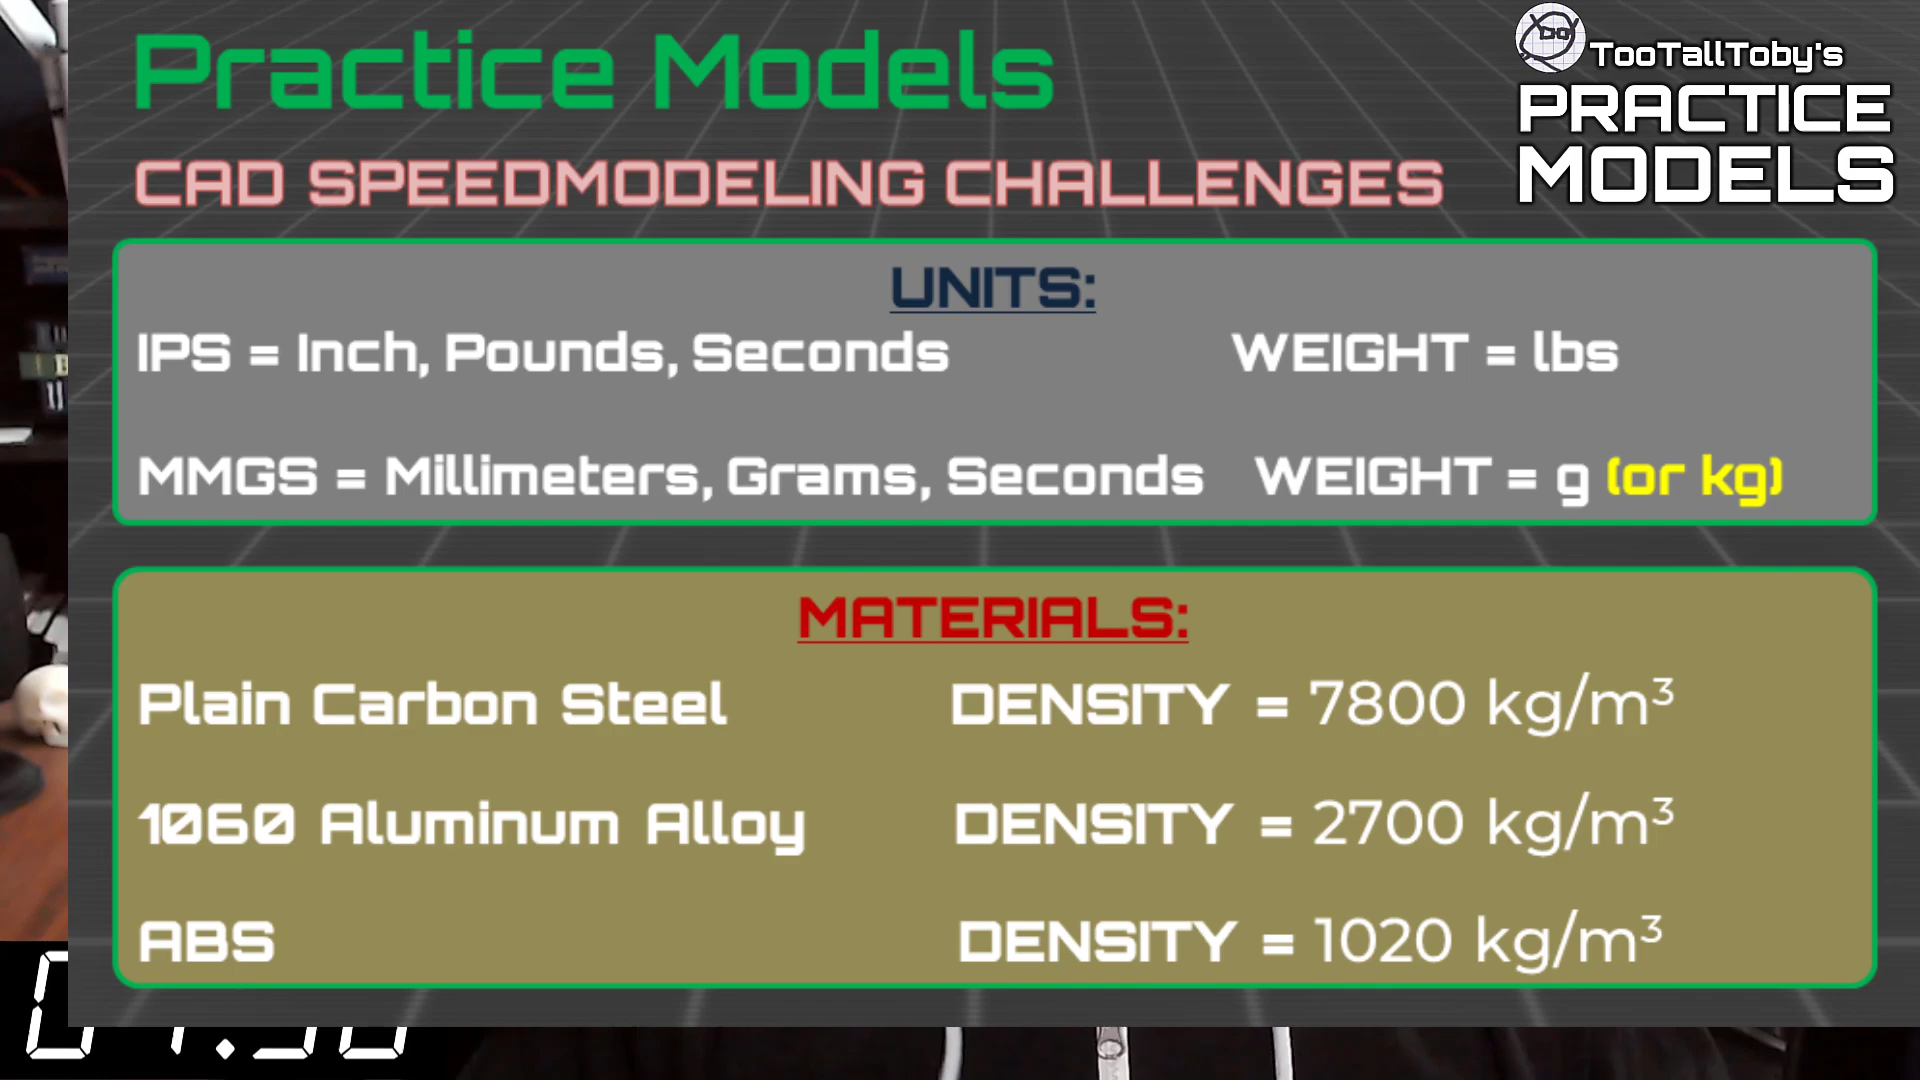 Practice Models
TooTallToby's
PRACTICE
MODELS
CAD SPEEDMODELING CHALLENGES
UNITS:
IPS = Inch, Pounds, Seconds WEIGHT = lbs
MMGS = Millimeters, Grams, Seconds WEIGHT = g (or kg)
MATERIALS:
Plain Carbon Steel DENSITY = 7800 kg/m³
1060 Aluminum Alloy DENSITY = 2700 kg/m³
ABS DENSITY = 1020 kg/m³